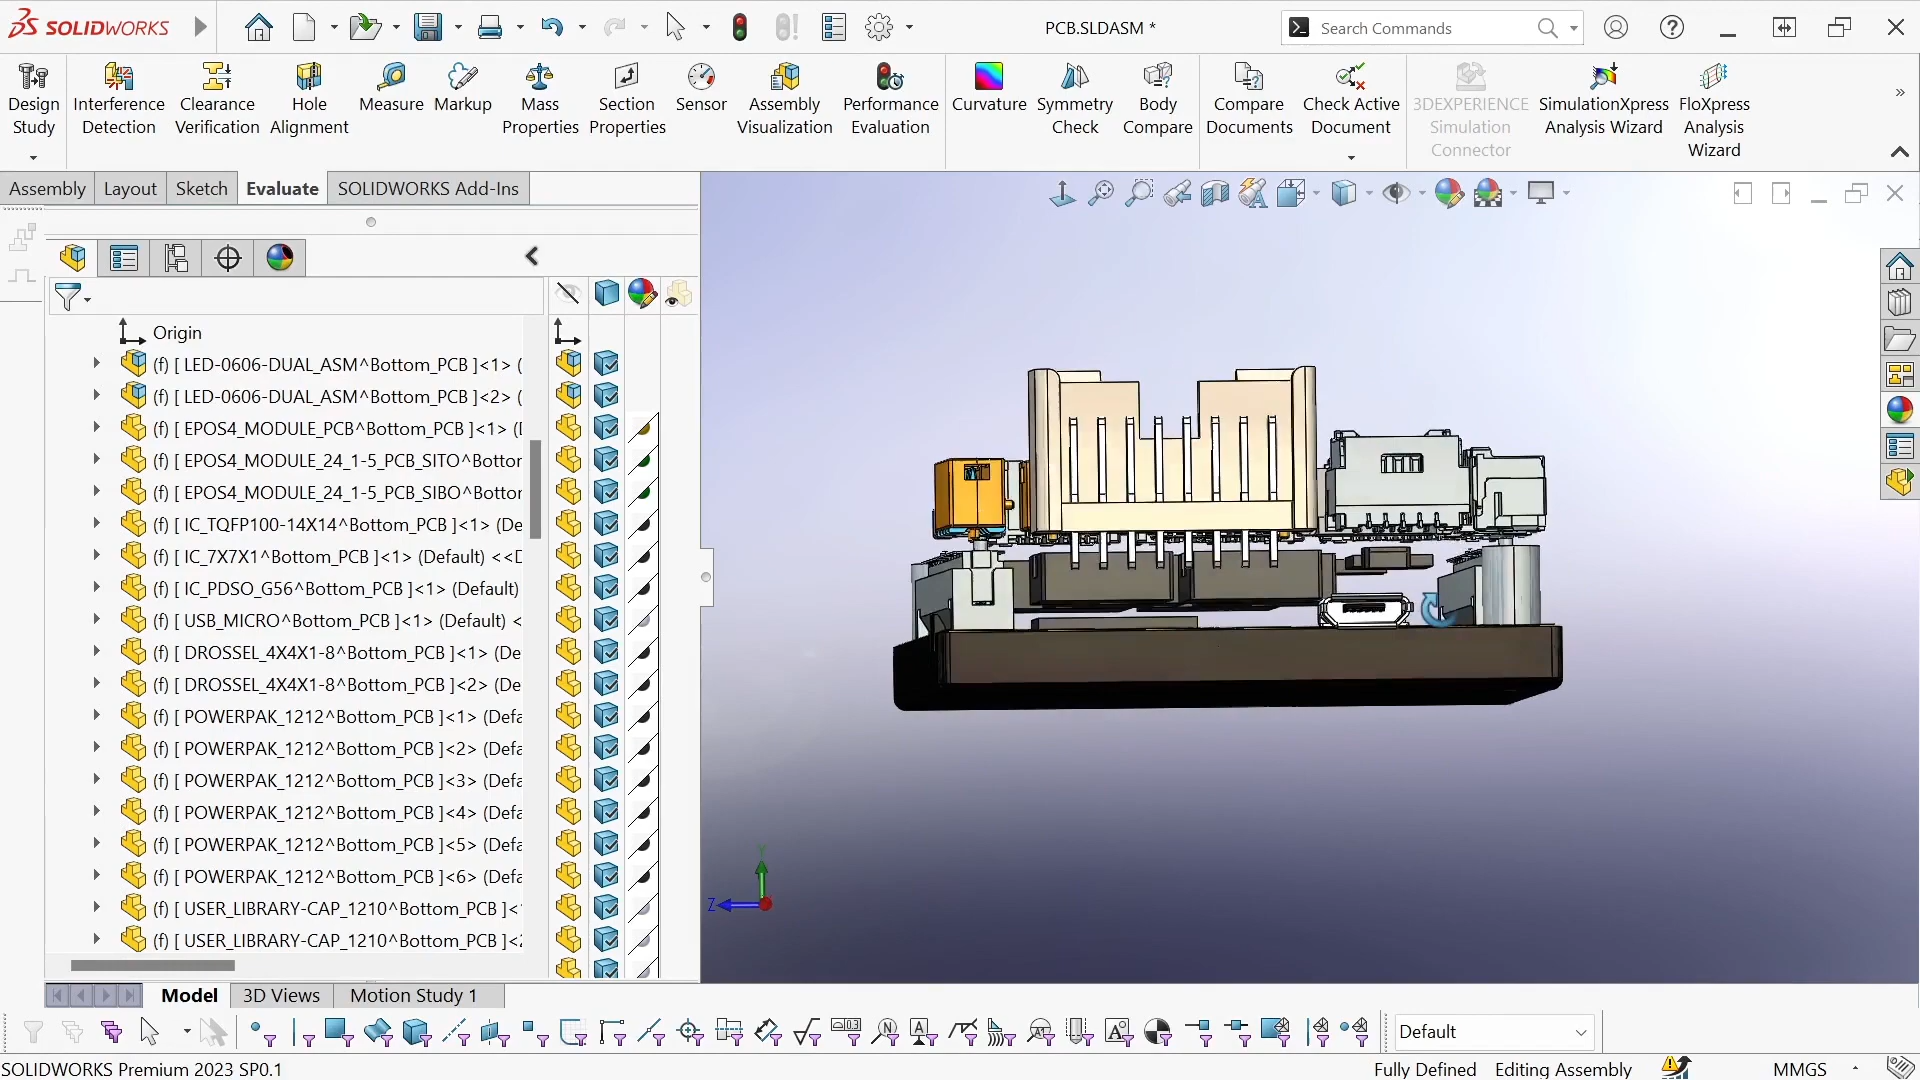 SOLIDWORKS
PCB.SLDASM *
Search Commands
Design Study
Interference Detection
Clearance Verification
Hole Alignment
Measure
Markup
Mass Properties
Section Properties
Sensor
Assembly Visualization
Performance Evaluation
Curvature
Symmetry Check
Body Compare
Compare Documents
Check Active Document
3DEXPERIENCE Simulation Connector
SimulationXpress Analysis Wizard
FloXpress Analysis Wizard
Assembly Layout Sketch Evaluate SOLIDWORKS Add-Ins
Origin
(f) [ LED-0606-DUAL_ASM^Bottom_PCB ]<1> (
(f) [ LED-0606-DUAL_ASM^Bottom_PCB ]<2> (
(f) [ EPOS4_MODULE_PCB^Bottom_PCB ]<1> (
(f) [ EPOS4_MODULE_24_1-5_PCB_SITO^Bottor
(f) [ EPOS4_MODULE_24_1-5_PCB_SIBO^Bottor
(f) [ IC_TQFP100-14X14^Bottom_PCB ]<1> (De
(f) [ IC_7X7X1^Bottom_PCB ]<1> (Default) <<D
(f) [ IC_PDSO_G56^Bottom_PCB ]<1> (Default)
(f) [ USB_MICRO^Bottom_PCB ]<1> (Default) <
(f) [ DROSSEL_4X4X1-8^Bottom_PCB ]<1> (De
(f) [ DROSSEL_4X4X1-8^Bottom_PCB ]<2> (De
(f) [ POWERPAK_1212^Bottom_PCB ]<1> (Defa
(f) [ POWERPAK_1212^Bottom_PCB ]<2> (Defa
(f) [ POWERPAK_1212^Bottom_PCB ]<3> (Defa
(f) [ POWERPAK_1212^Bottom_PCB ]<4> (Defa
(f) [ POWERPAK_1212^Bottom_PCB ]<5> (Defa
(f) [ POWERPAK_1212^Bottom_PCB ]<6> (Defa
(f) [ USER_LIBRARY-CAP_1210^Bottom_PCB ]<
(f) [ USER_LIBRARY-CAP_1210^Bottom_PCB ]<2
Y
Z
Model 3D Views Motion Study 1
Default
SOLIDWORKS Premium 2023 SP0.1
Fully Defined Editing Assembly MMGS